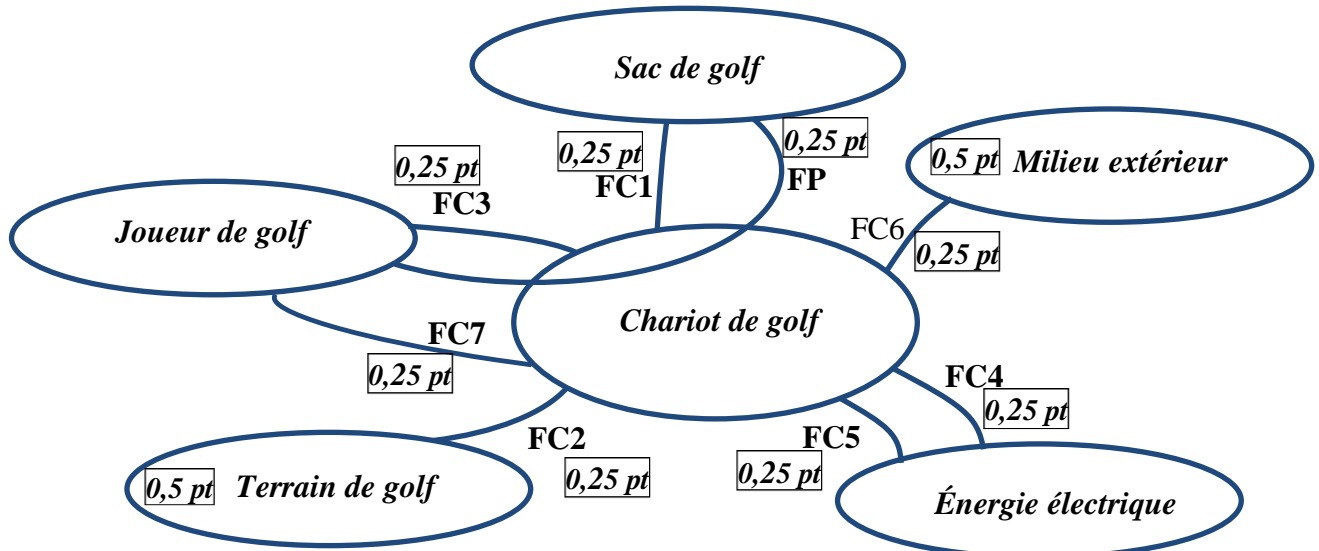 Sac de golf
0,25 pt
FC1
0,25 pt
FP
0,5 pt Milieu extérieur
0,25 pt
FC3
Joueur de golf
FC6
0,25 pt
Chariot de golf
FC7
0,25 pt
FC4
0,25 pt
FC2
0,25 pt
FC5
0,25 pt
0,5 pt Terrain de golf
Énergie électrique